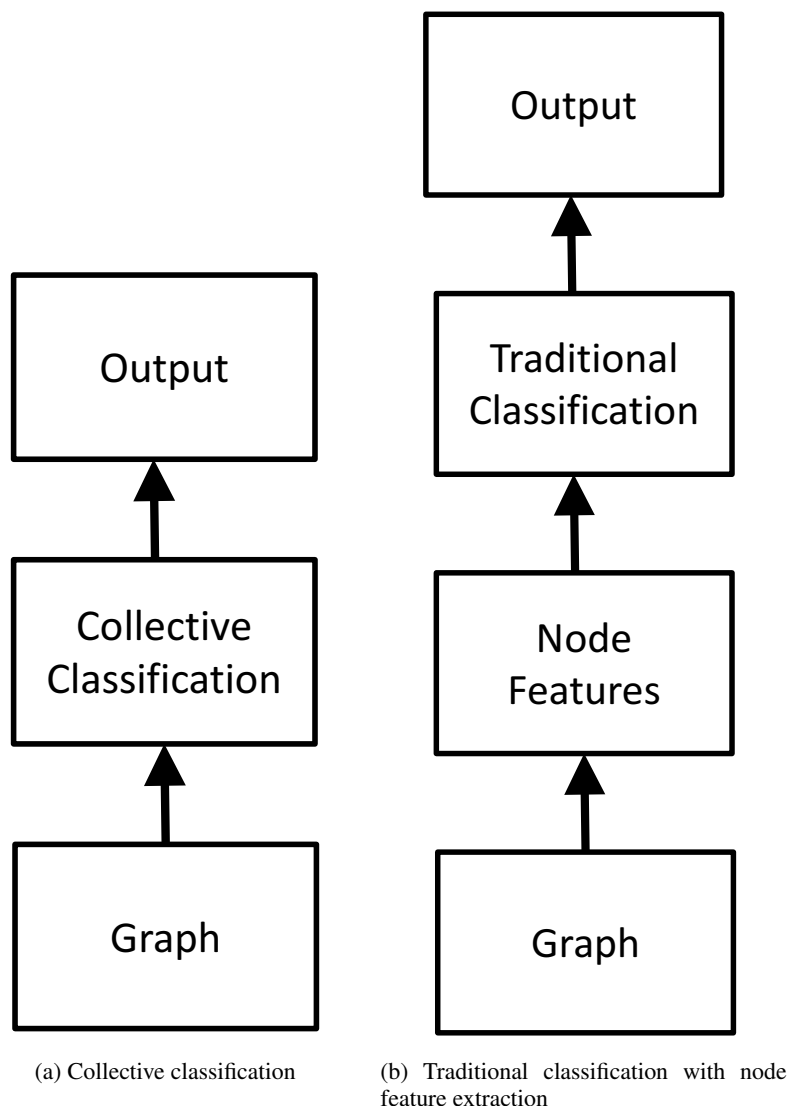 Output
Collective
Classification
Graph
(a) Collective classification
Output
Traditional
Classification
Node
Features
Graph
(b) Traditional classification with node
feature extraction